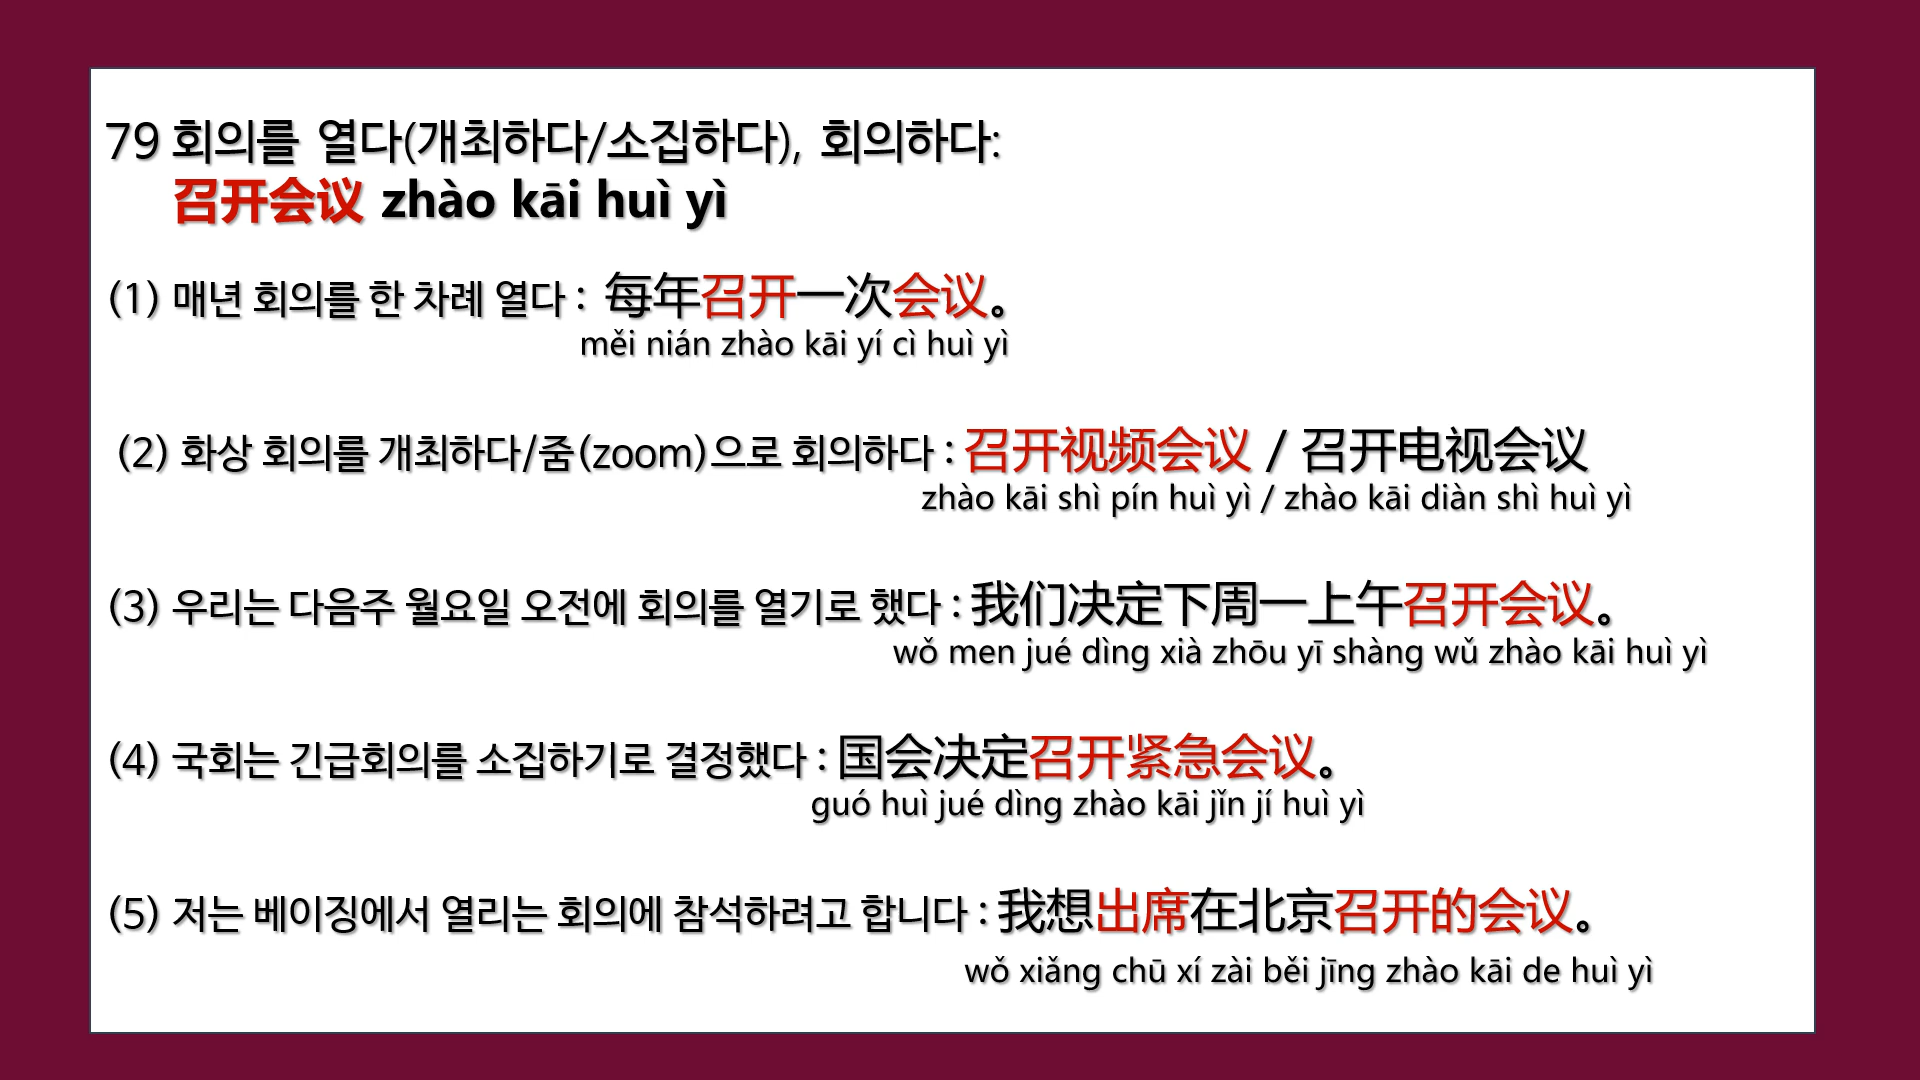 79 회의를 열다(개최하다/소집하다), 회의하다:
召开会议 zhào kāi huì yì
(1) 매년 회의를 한 차례 열다 : 每年召开一次会议。
měi nián zhào kāi yí cì huì yì
(2) 화상 회의를 개최하다/줌(zoom)으로 회의하다 : 召开视频会议 / 召开电视会议
zhào kāi shì pín huì yì / zhào kāi diàn shì huì yì
(3) 우리는 다음주 월요일 오전에 회의를 열기로 했다 : 我们决定下周一上午召开会议。
wǒ men jué dìng xià zhōu yī shàng wǔ zhào kāi huì yì
(4) 국회는 긴급회의를 소집하기로 결정했다 : 国会决定召开紧急会议。
guó huì jué dìng zhào kāi jǐn jí huì yì
(5) 저는 베이징에서 열리는 회의에 참석하려고 합니다 : 我想出席在北京召开的会议。
wǒ xiǎng chū xí zài běi jīng zhào kāi de huì yì